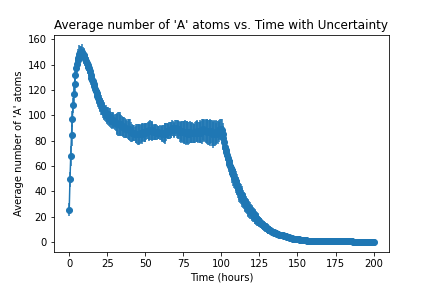 Average number of 'A' atoms vs. Time with Uncertainty
160
140
120
100
80
60
40
20
0
Average number of 'A' atoms
0 25 50 75 100 125 150 175 200
Time (hours)